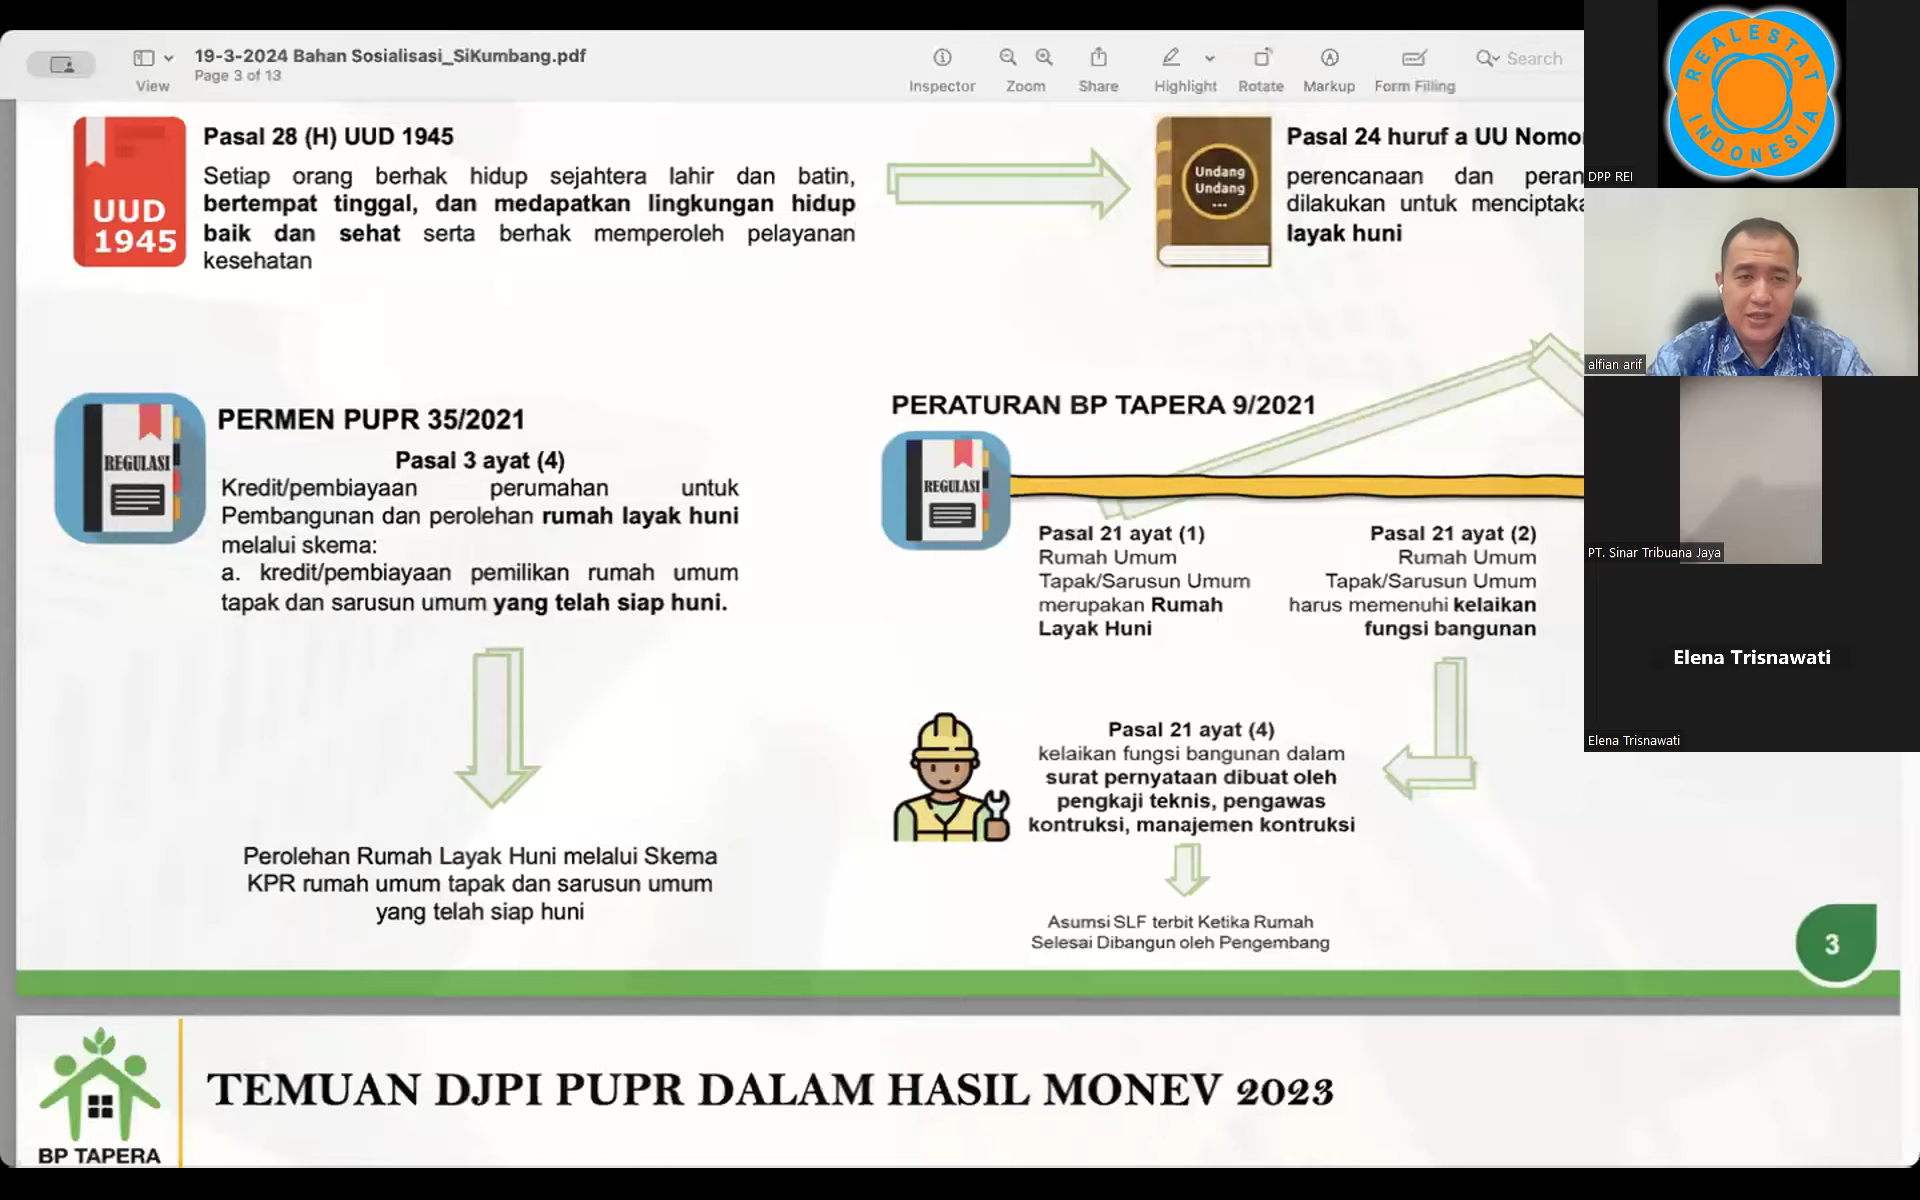 19-3-2024 Bahan Sosialisasi_SiKumbang.pdf
Page 3 of 13
View
Inspector
Zoom
Share
Highlight
Rotate
Markup
Form Filling
Search
UUD
1945
Pasal 28 (H) UUD 1945
Setiap orang berhak hidup sejahtera lahir dan batin,
bertempat tinggal, dan medapatkan lingkungan hidup
baik dan sehat serta berhak memperoleh pelayanan
kesehatan
Undang
Undang
...
Pasal 24 huruf a UU Nomo
perencanaan dan peran
dilakukan untuk menciptaka
layak huni
REGULASI
PERMEN PUPR 35/2021
Pasal 3 ayat (4)
Kredit/pembiayaan perumahan untuk
Pembangunan dan perolehan rumah layak huni
melalui skema:
a. kredit/pembiayaan pemilikan rumah umum
tapak dan sarusun umum yang telah siap huni.
Perolehan Rumah Layak Huni melalui Skema
KPR rumah umum tapak dan sarusun umum
yang telah siap huni
PERATURAN BP TAPERA 9/2021
REGULASI
Pasal 21 ayat (1)
Rumah Umum
Tapak/Sarusun Umum
merupakan Rumah
Layak Huni
Pasal 21 ayat (2)
Rumah Umum
Tapak/Sarusun Umum
harus memenuhi kelaikan
fungsi bangunan
Pasal 21 ayat (4)
kelaikan fungsi bangunan dalam
surat pernyataan dibuat oleh
pengkaji teknis, pengawas
kontruksi, manajemen kontruksi
Asumsi SLF terbit Ketika Rumah
Selesai Dibangun oleh Pengembang
3
BP TAPERA
TEMUAN DJPI PUPR DALAM HASIL MONEV 2023
REALESTAT
INDONESIA
DPP REI
alfian arif
PT. Sinar Tribuana Jaya
Elena Trisnawati
Elena Trisnawati